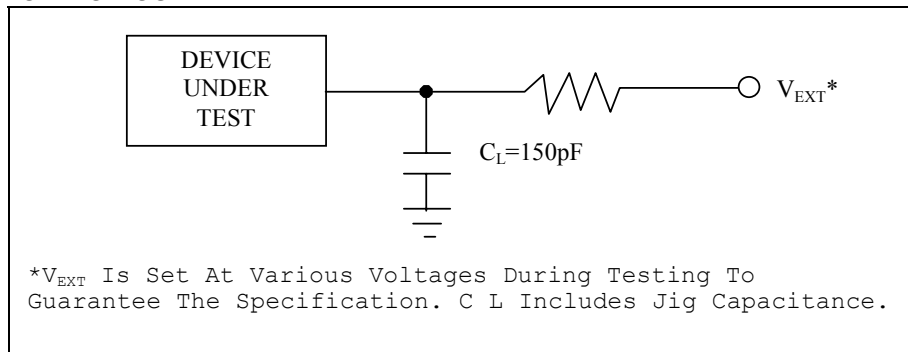 DEVICE
UNDER
TEST
V_EXT*
C_L=150pF
*V_EXT Is Set At Various Voltages During Testing To
Guarantee The Specification. C L Includes Jig Capacitance.